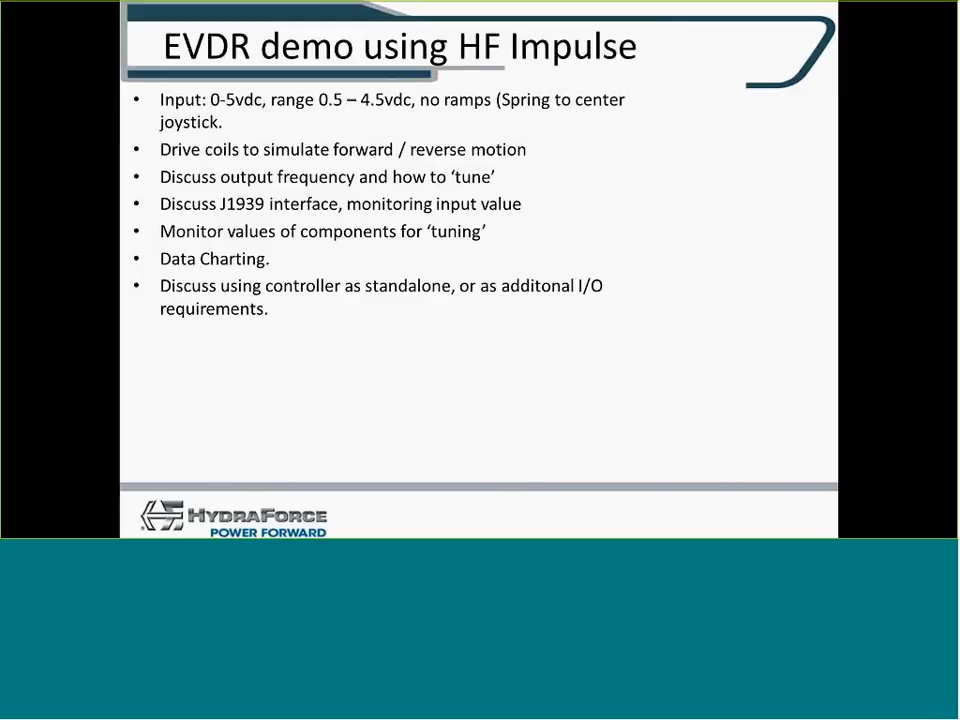 EVDR demo using HF Impulse
• Input: 0-5vdc, range 0.5 – 4.5vdc, no ramps (Spring to center
joystick.
• Drive coils to simulate forward / reverse motion
• Discuss output frequency and how to ‘tune’
• Discuss J1939 interface, monitoring input value
• Monitor values of components for ‘tuning’
• Data Charting.
• Discuss using controller as standalone, or as additonal I/O
requirements.
HYDRAFORCE
POWER FORWARD